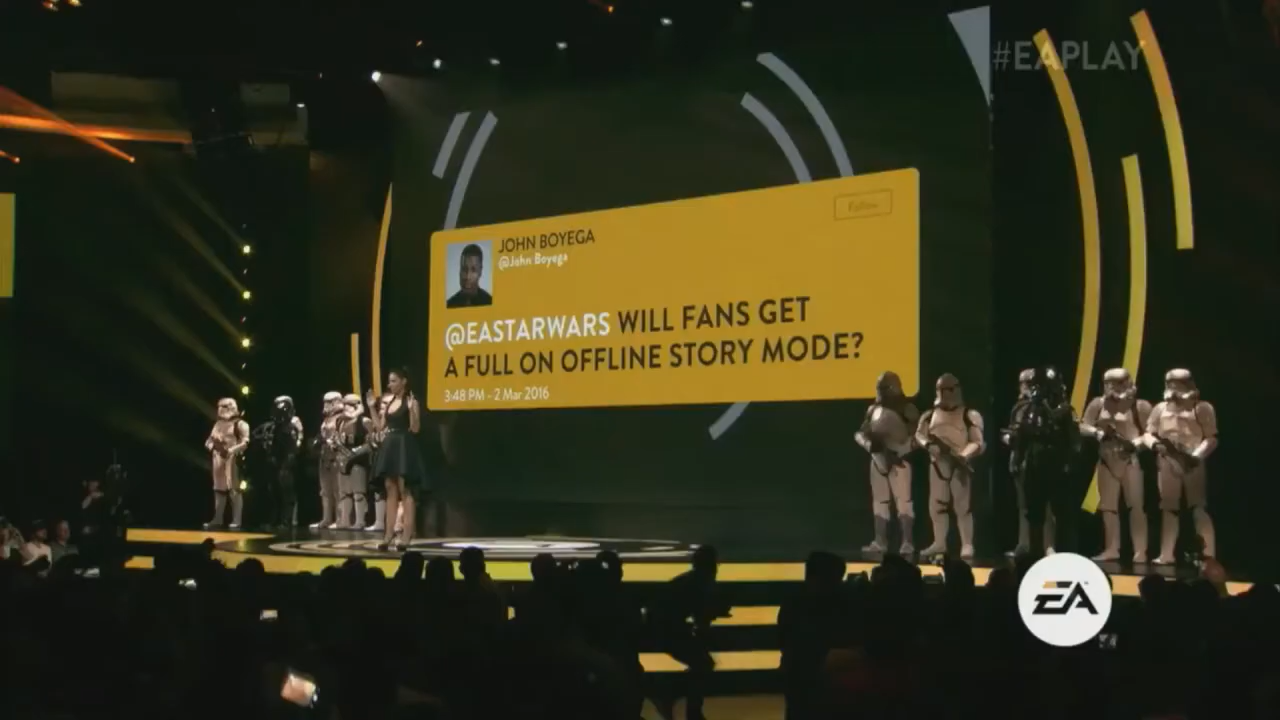 #EAPLAY
Follow
JOHN BOYEGA
@John Boyega
@EASTARWARS WILL FANS GET
A FULL ON OFFLINE STORY MODE?
3:48 PM - 2 Mar 2016
EA